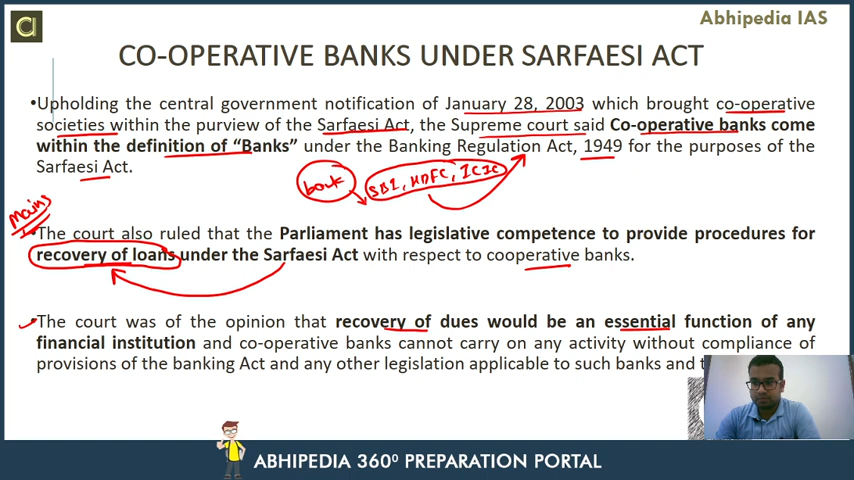 Abhipedia IAS
CO-OPERATIVE BANKS UNDER SARFAESI ACT
•Upholding the central government notification of January 28, 2003 which brought co-operative
societies within the purview of the Sarfaesi Act, the Supreme court said Co-operative banks come
within the definition of “Banks” under the Banking Regulation Act, 1949 for the purposes of the
Sarfaesi Act.
bank
SBI, HDFC, ICIC
Mains
•The court also ruled that the Parliament has legislative competence to provide procedures for
recovery of loans under the Sarfaesi Act with respect to cooperative banks.
•The court was of the opinion that recovery of dues would be an essential function of any
financial institution and co-operative banks cannot carry on any activity without compliance of
provisions of the banking Act and any other legislation applicable to such banks and
ABHIPEDIA 360⁰ PREPARATION PORTAL